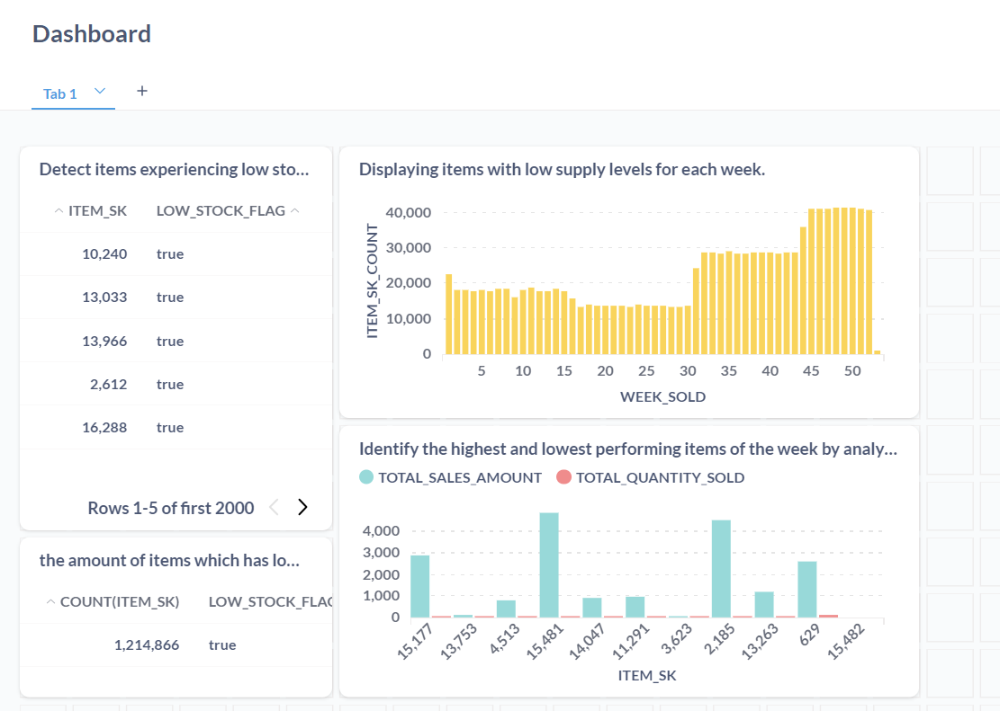 Dashboard
Tab 1
+
Detect items experiencing low sto...
ITEM_SK LOW_STOCK_FLAG
10,240 true
13,033 true
13,966 true
2,612 true
16,288 true
Rows 1-5 of first 2000
the amount of items which has lo...
COUNT(ITEM_SK) LOW_STOCK_FLAG
1,214,866 true
Displaying items with low supply levels for each week.
ITEM_SK_COUNT
40,000
30,000
20,000
10,000
0
5 10 15 20 25 30 35 40 45 50
WEEK_SOLD
Identify the highest and lowest performing items of the week by analy...
TOTAL_SALES_AMOUNT TOTAL_QUANTITY_SOLD
4,000
3,000
2,000
1,000
0
15,177 13,753 4,513 15,481 14,047 11,291 3,623 2,185 13,263 629 15,482
ITEM_SK